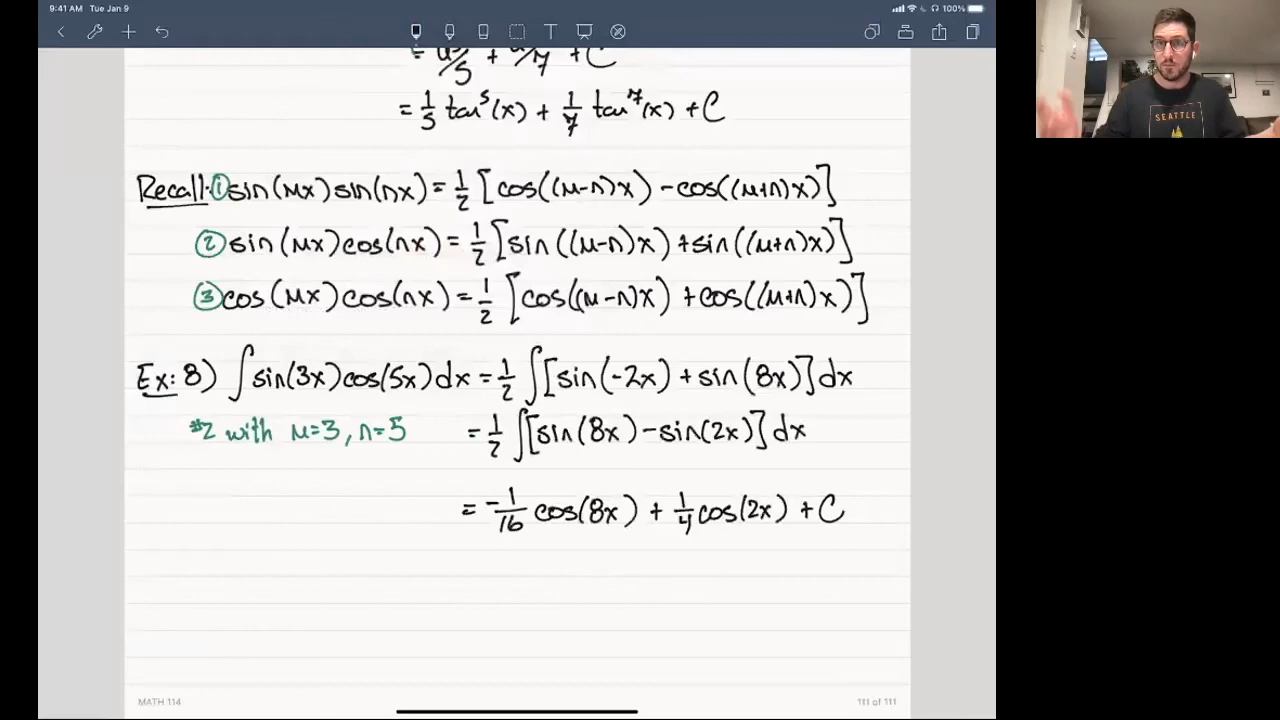 9:41 AM Tue Jan 9
100%
= u⁵/5 + u⁷/7 + C
= 1/5 tan⁵(x) + 1/7 tan⁷(x) + C
SEATTLE
Recall: ① sin(mx) sin(nx) = 1/2 [cos((m-n)x) - cos((m+n)x)]
② sin(mx) cos(nx) = 1/2 [sin((m-n)x) + sin((m+n)x)]
③ cos(mx) cos(nx) = 1/2 [cos((m-n)x) + cos((m+n)x)]
Ex: 8) ∫ sin(3x) cos(5x) dx = 1/2 ∫ [sin(-2x) + sin(8x)] dx
#2 with m=3, n=5 = 1/2 ∫ [sin(8x) - sin(2x)] dx
= -1/16 cos(8x) + 1/4 cos(2x) + C
MATH 114
111 of 111